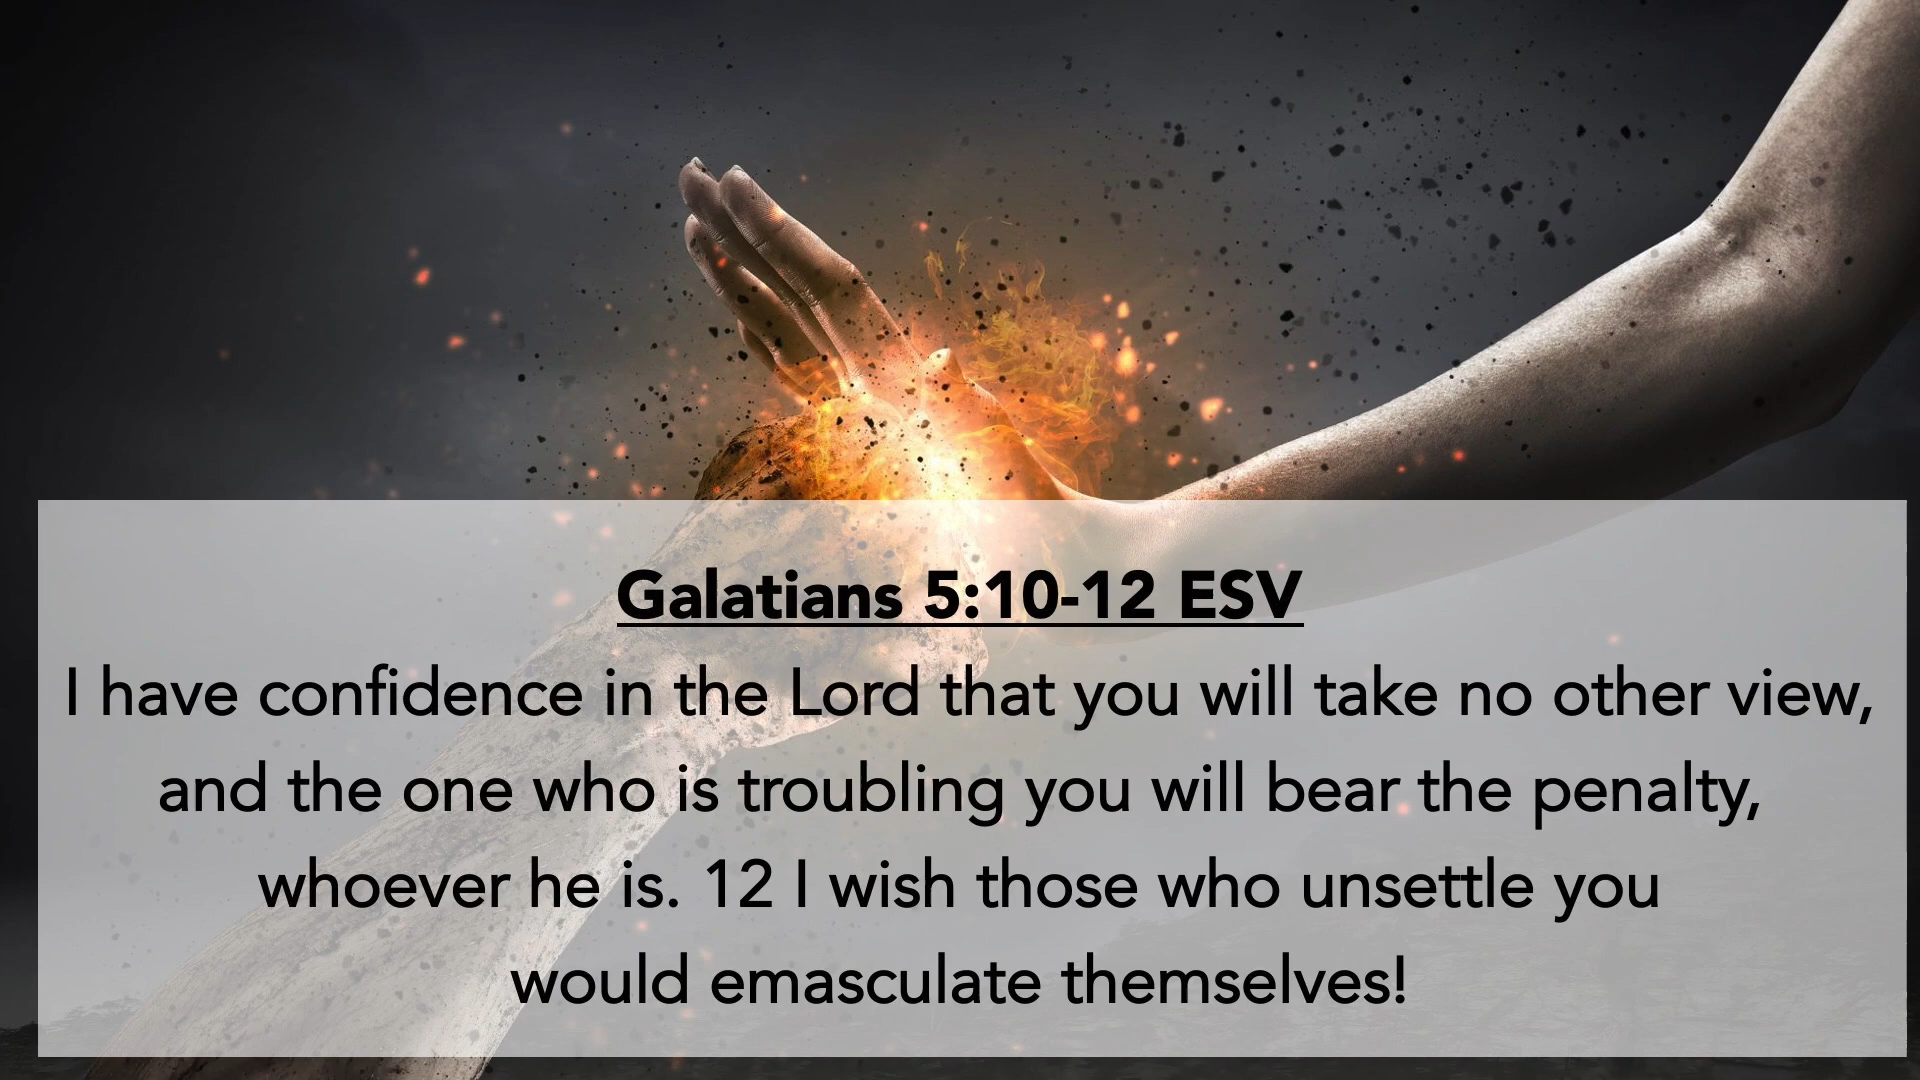 Galatians 5:10-12 ESV
I have confidence in the Lord that you will take no other view,
and the one who is troubling you will bear the penalty,
whoever he is. 12 I wish those who unsettle you
would emasculate themselves!